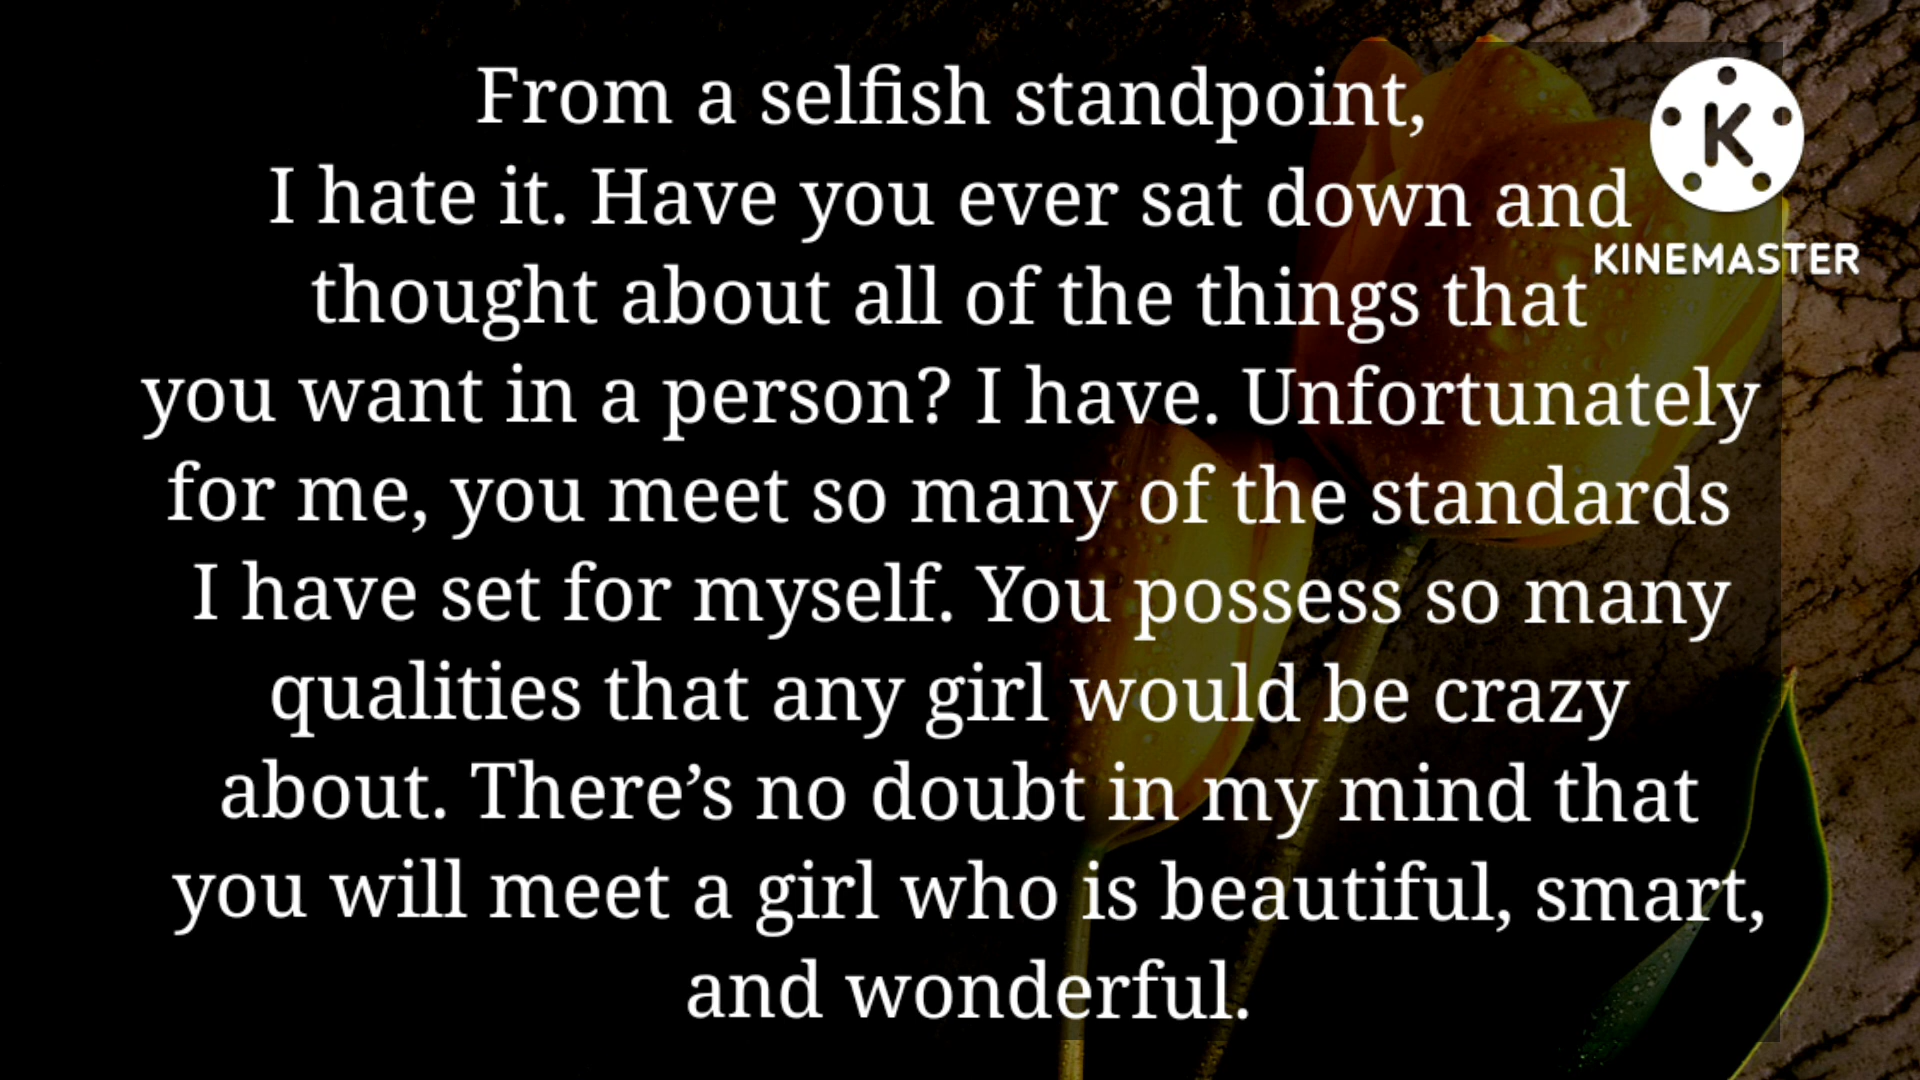 From a selfish standpoint,
I hate it. Have you ever sat down and
thought about all of the things that
you want in a person? I have. Unfortunately
for me, you meet so many of the standards
I have set for myself. You possess so many
qualities that any girl would be crazy
about. There’s no doubt in my mind that
you will meet a girl who is beautiful, smart,
and wonderful.
K
KINEMASTER